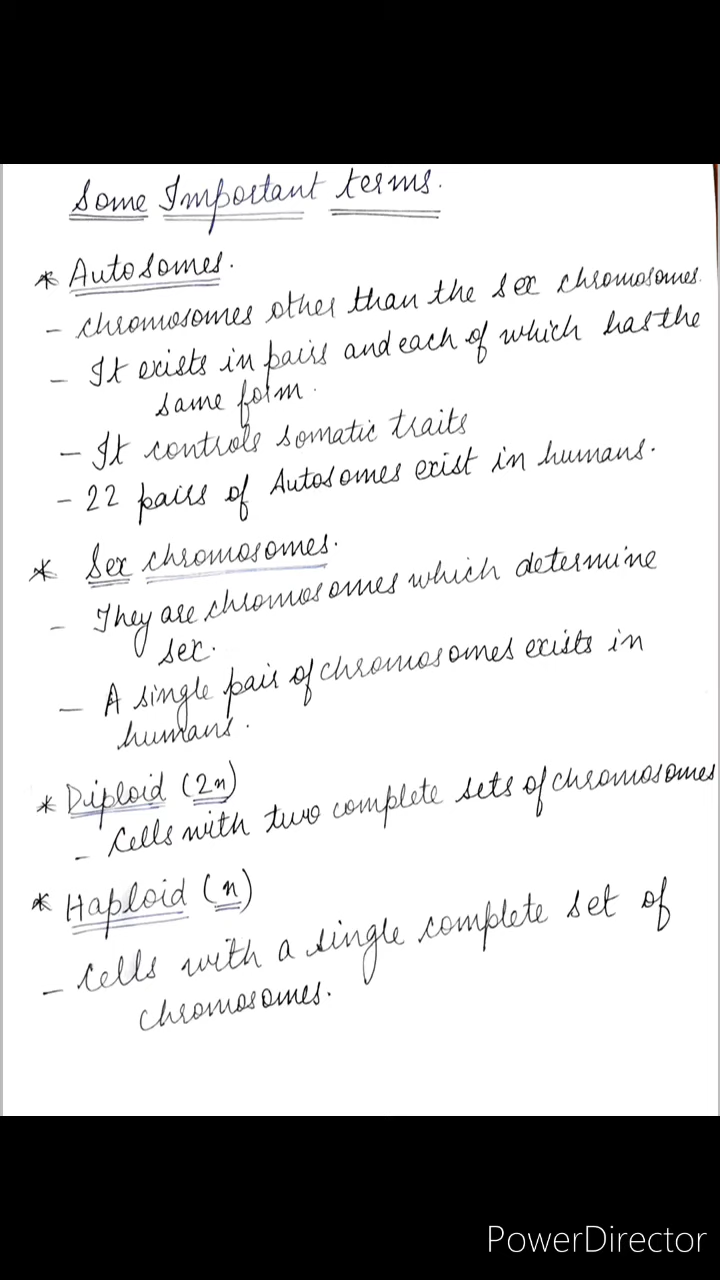 Some Important terms.
* Autosomes.
- chromosomes other than the sex chromosomes.
- It exists in pairs and each of which has the
same form.
- It controls somatic traits
- 22 pairs of Autosomes exist in humans.
* Sex chromosomes.
- They are chromosomes which determine
sex.
- A single pair of chromosomes exists in
humans.
* Diploid (2n)
- Cells with two complete sets of chromosomes
* Haploid (n)
- Cells with a single complete set of
chromosomes.
PowerDirector